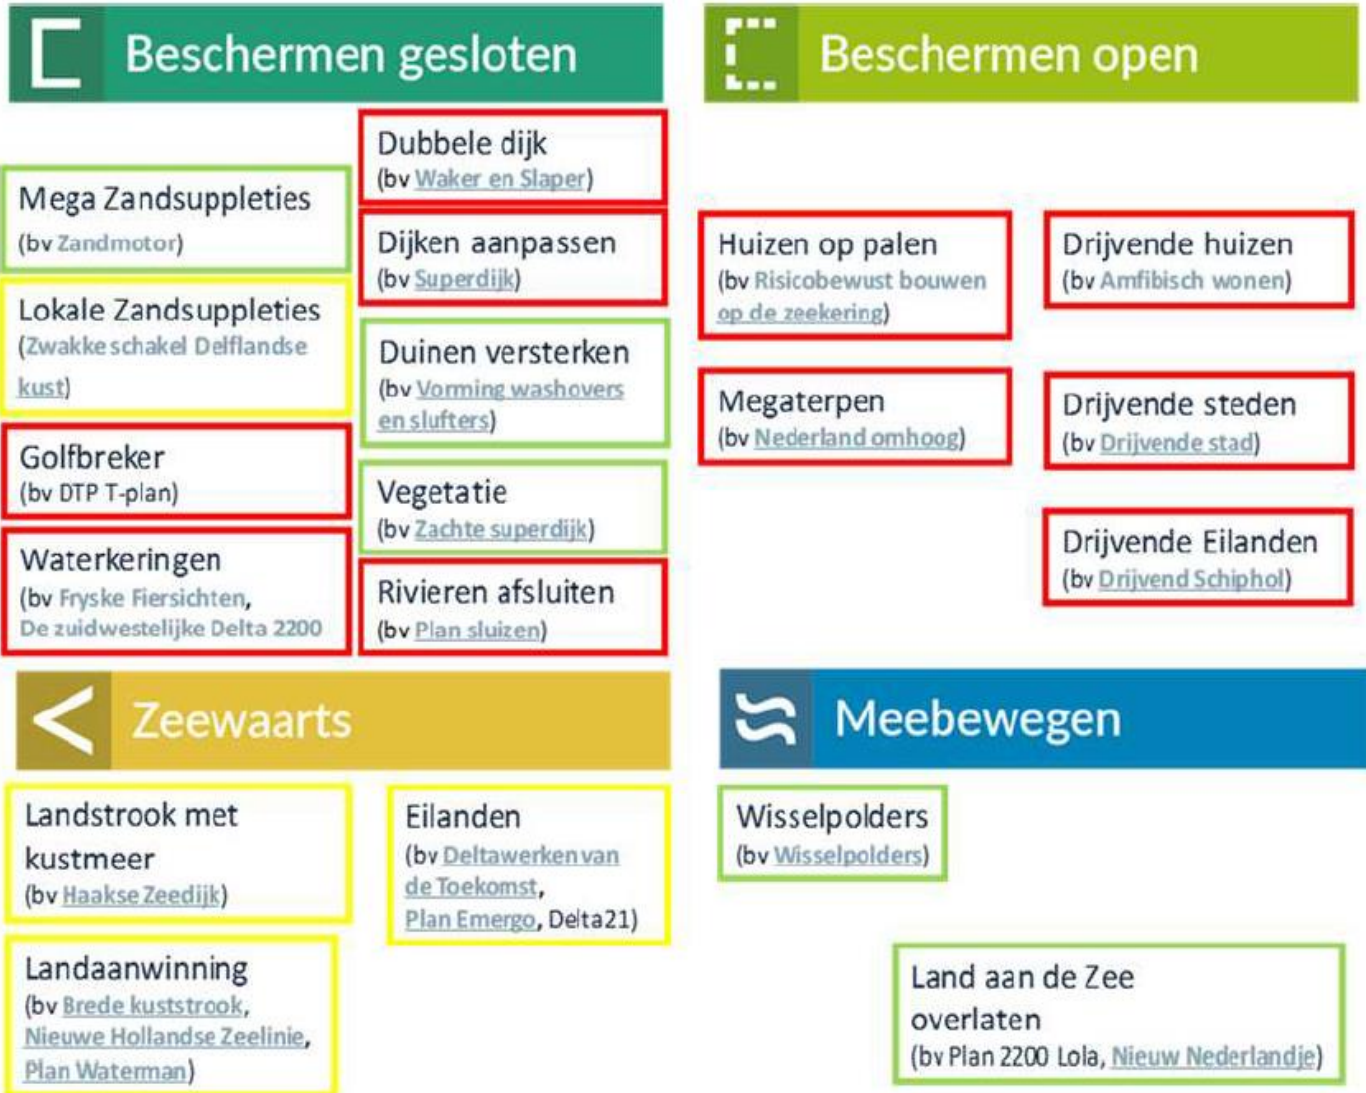 Beschermen gesloten
Mega Zandsuppleties
(bv Zandmotor)
Lokale Zandsuppleties
(Zwakke schakel Delflandse
kust)
Golfbreker
(bv DTP T-plan)
Waterkeringen
(bv Fryske Fiersichten,
De zuidwestelijke Delta 2200
Dubbele dijk
(bv Waker en Slaper)
Dijken aanpassen
(bv Superdijk)
Duinen versterken
(bv Vorming washovers
en slufters)
Vegetatie
(bv Zachte superdijk)
Rivieren afsluiten
(bv Plan sluizen)
Beschermen open
Huizen op palen
(bv Risicobewust bouwen
op de zeekering)
Megaterpen
(bv Nederland omhoog)
Drijvende huizen
(bv Amfibisch wonen)
Drijvende steden
(bv Drijvende stad)
Drijvende Eilanden
(bv Drijvend Schiphol)
Zeewaarts
Landstrook met
kustmeer
(bv Haakse Zeedijk)
Landaanwinning
(bv Brede kuststrook,
Nieuwe Hollandse Zeelinie,
Plan Waterman)
Eilanden
(bv Deltawerken van
de Toekomst,
Plan Emergo, Delta21)
Meebewegen
Wisselpolders
(bv Wisselpolders)
Land aan de Zee
overlaten
(bv Plan 2200 Lola, Nieuw Nederlandje)